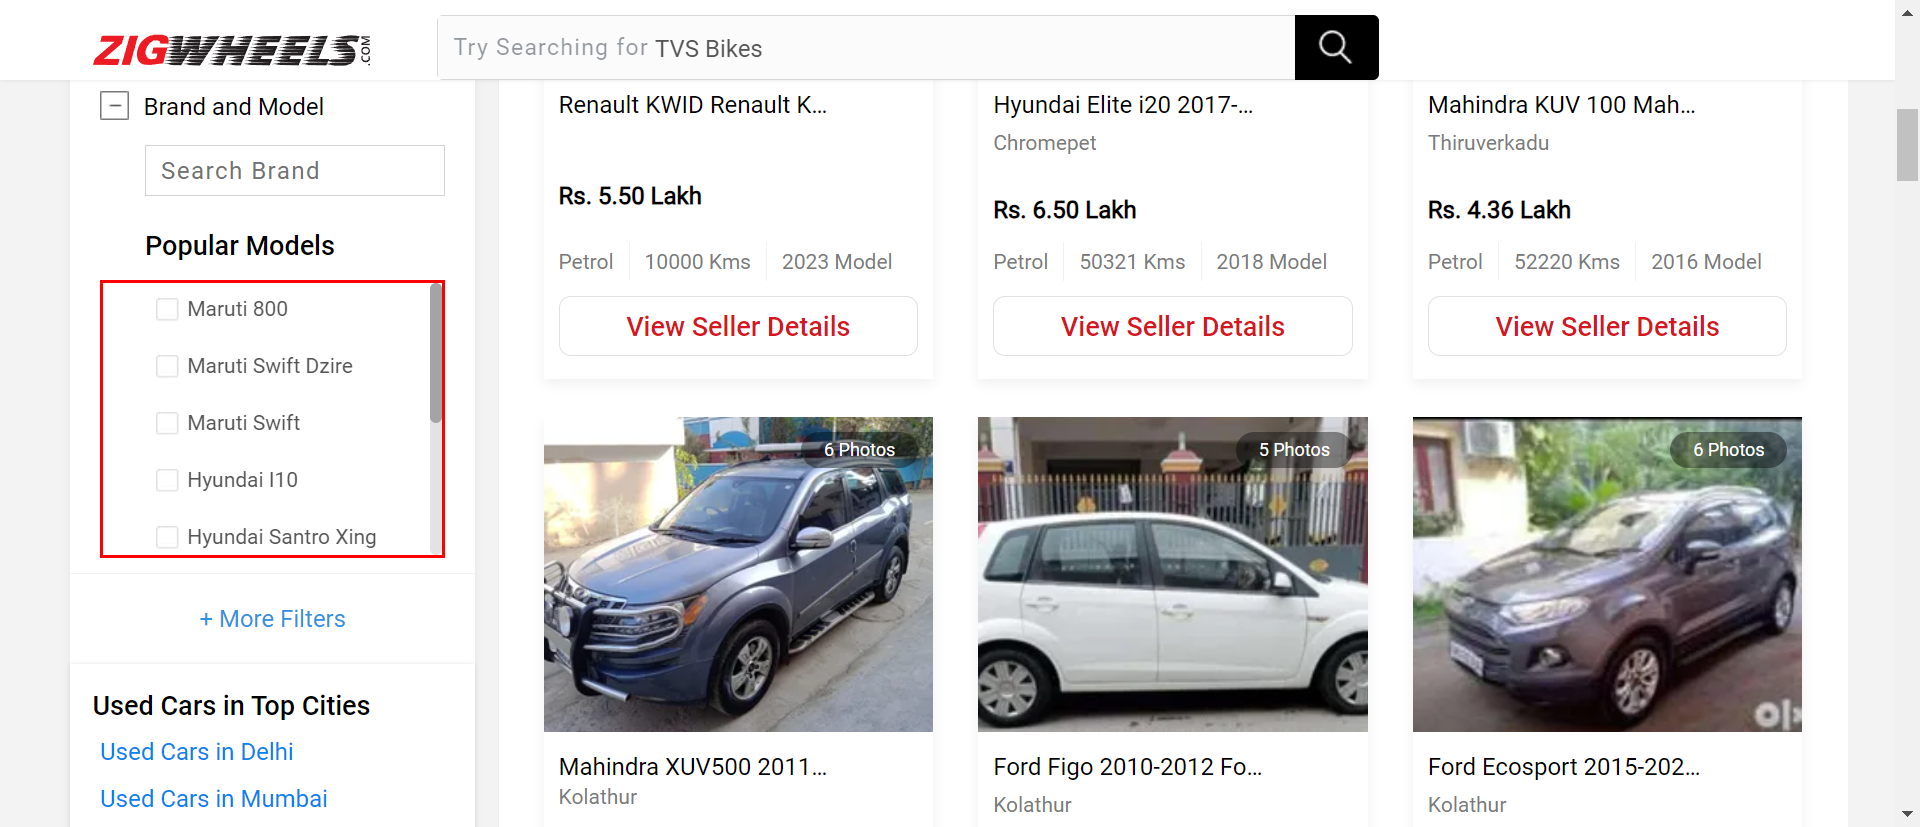 ZIGWHEELS.COM
Try Searching for TVS Bikes
Brand and Model
Search Brand
Popular Models
Maruti 800
Maruti Swift Dzire
Maruti Swift
Hyundai I10
Hyundai Santro Xing
+ More Filters
Used Cars in Top Cities
Used Cars in Delhi
Used Cars in Mumbai
Renault KWID Renault K...
Rs. 5.50 Lakh
Petrol 10000 Kms 2023 Model
View Seller Details
Hyundai Elite i20 2017-...
Chromepet
Rs. 6.50 Lakh
Petrol 50321 Kms 2018 Model
View Seller Details
Mahindra KUV 100 Mah...
Thiruverkadu
Rs. 4.36 Lakh
Petrol 52220 Kms 2016 Model
View Seller Details
6 Photos
Mahindra XUV500 2011...
Kolathur
5 Photos
Ford Figo 2010-2012 Fo...
Kolathur
6 Photos
olx
Ford Ecosport 2015-202...
Kolathur